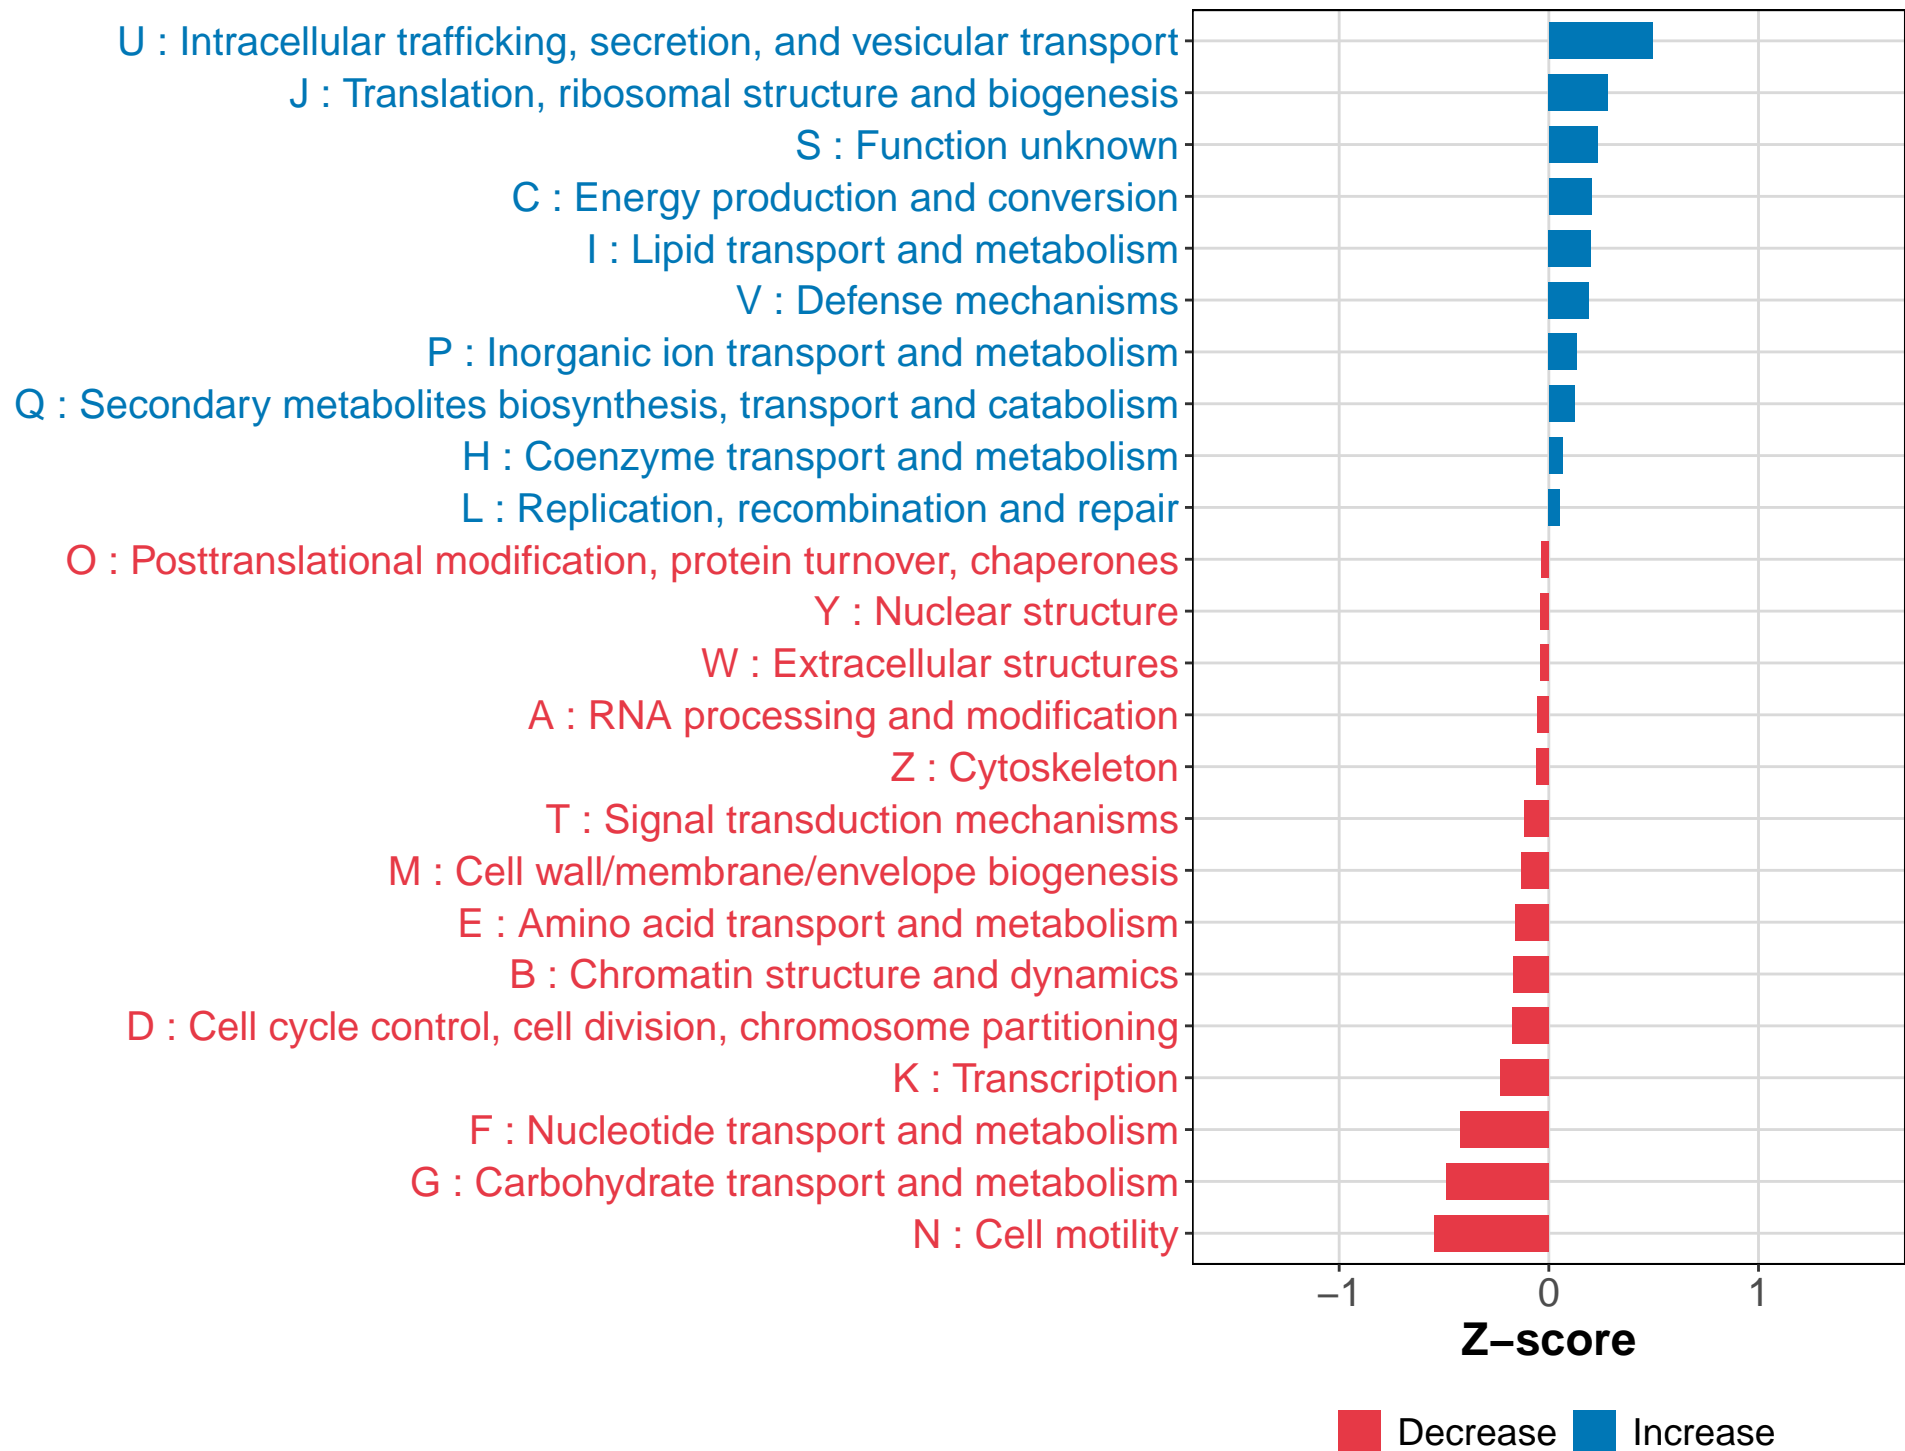 U : Intracellular trafficking, secretion, and vesicular transport
J : Translation, ribosomal structure and biogenesis
S : Function unknown
C : Energy production and conversion
I : Lipid transport and metabolism
V : Defense mechanisms
P : Inorganic ion transport and metabolism
Q : Secondary metabolites biosynthesis, transport and catabolism
H : Coenzyme transport and metabolism
L : Replication, recombination and repair
O : Posttranslational modification, protein turnover, chaperones
Y : Nuclear structure
W : Extracellular structures
A : RNA processing and modification
Z : Cytoskeleton
T : Signal transduction mechanisms
M : Cell wall/membrane/envelope biogenesis
E : Amino acid transport and metabolism
B : Chromatin structure and dynamics
D : Cell cycle control, cell division, chromosome partitioning
K : Transcription
F : Nucleotide transport and metabolism
G : Carbohydrate transport and metabolism
N : Cell motility
−1 0 1
Z−score
Decrease Increase